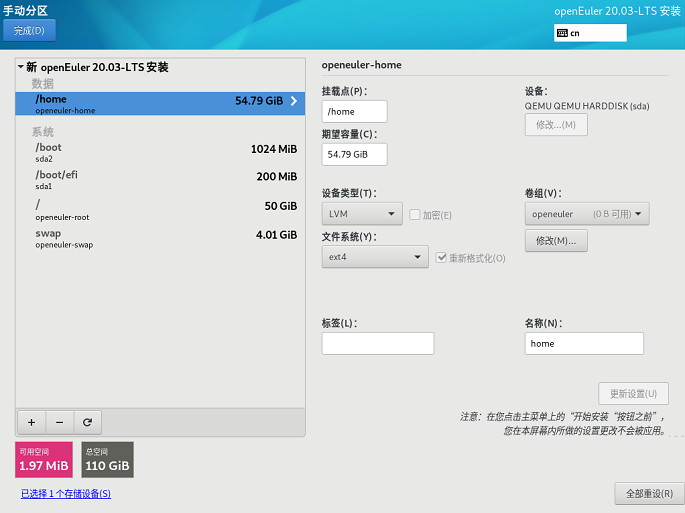 手动分区
openEuler 20.03-LTS 安装
完成(D)
cn
新 openEuler 20.03-LTS 安装
数据
/home 54.79 GiB
openeuler-home
系统
/boot 1024 MiB
sda2
/boot/efi 200 MiB
sda1
/ 50 GiB
openeuler-root
swap 4.01 GiB
openeuler-swap
+ −
可用空间
1.97 MiB
总空间
110 GiB
已选择 1 个存储设备(S)
openeuler-home
挂载点(P)：
/home
期望容量(C)：
54.79 GiB
设备：
QEMU QEMU HARDDISK (sda)
修改...(M)
设备类型(T)：
LVM
加密(E)
文件系统(Y)：
ext4
重新格式化(O)
卷组(V)：
openeuler (0 B 可用)
修改(M)...
标签(L)：
名称(N)：
home
更新设置(U)
注意：在您点击主菜单上的“开始安装“按钮之前”，
您在本屏幕内所做的设置更改不会被应用。
全部重设(R)